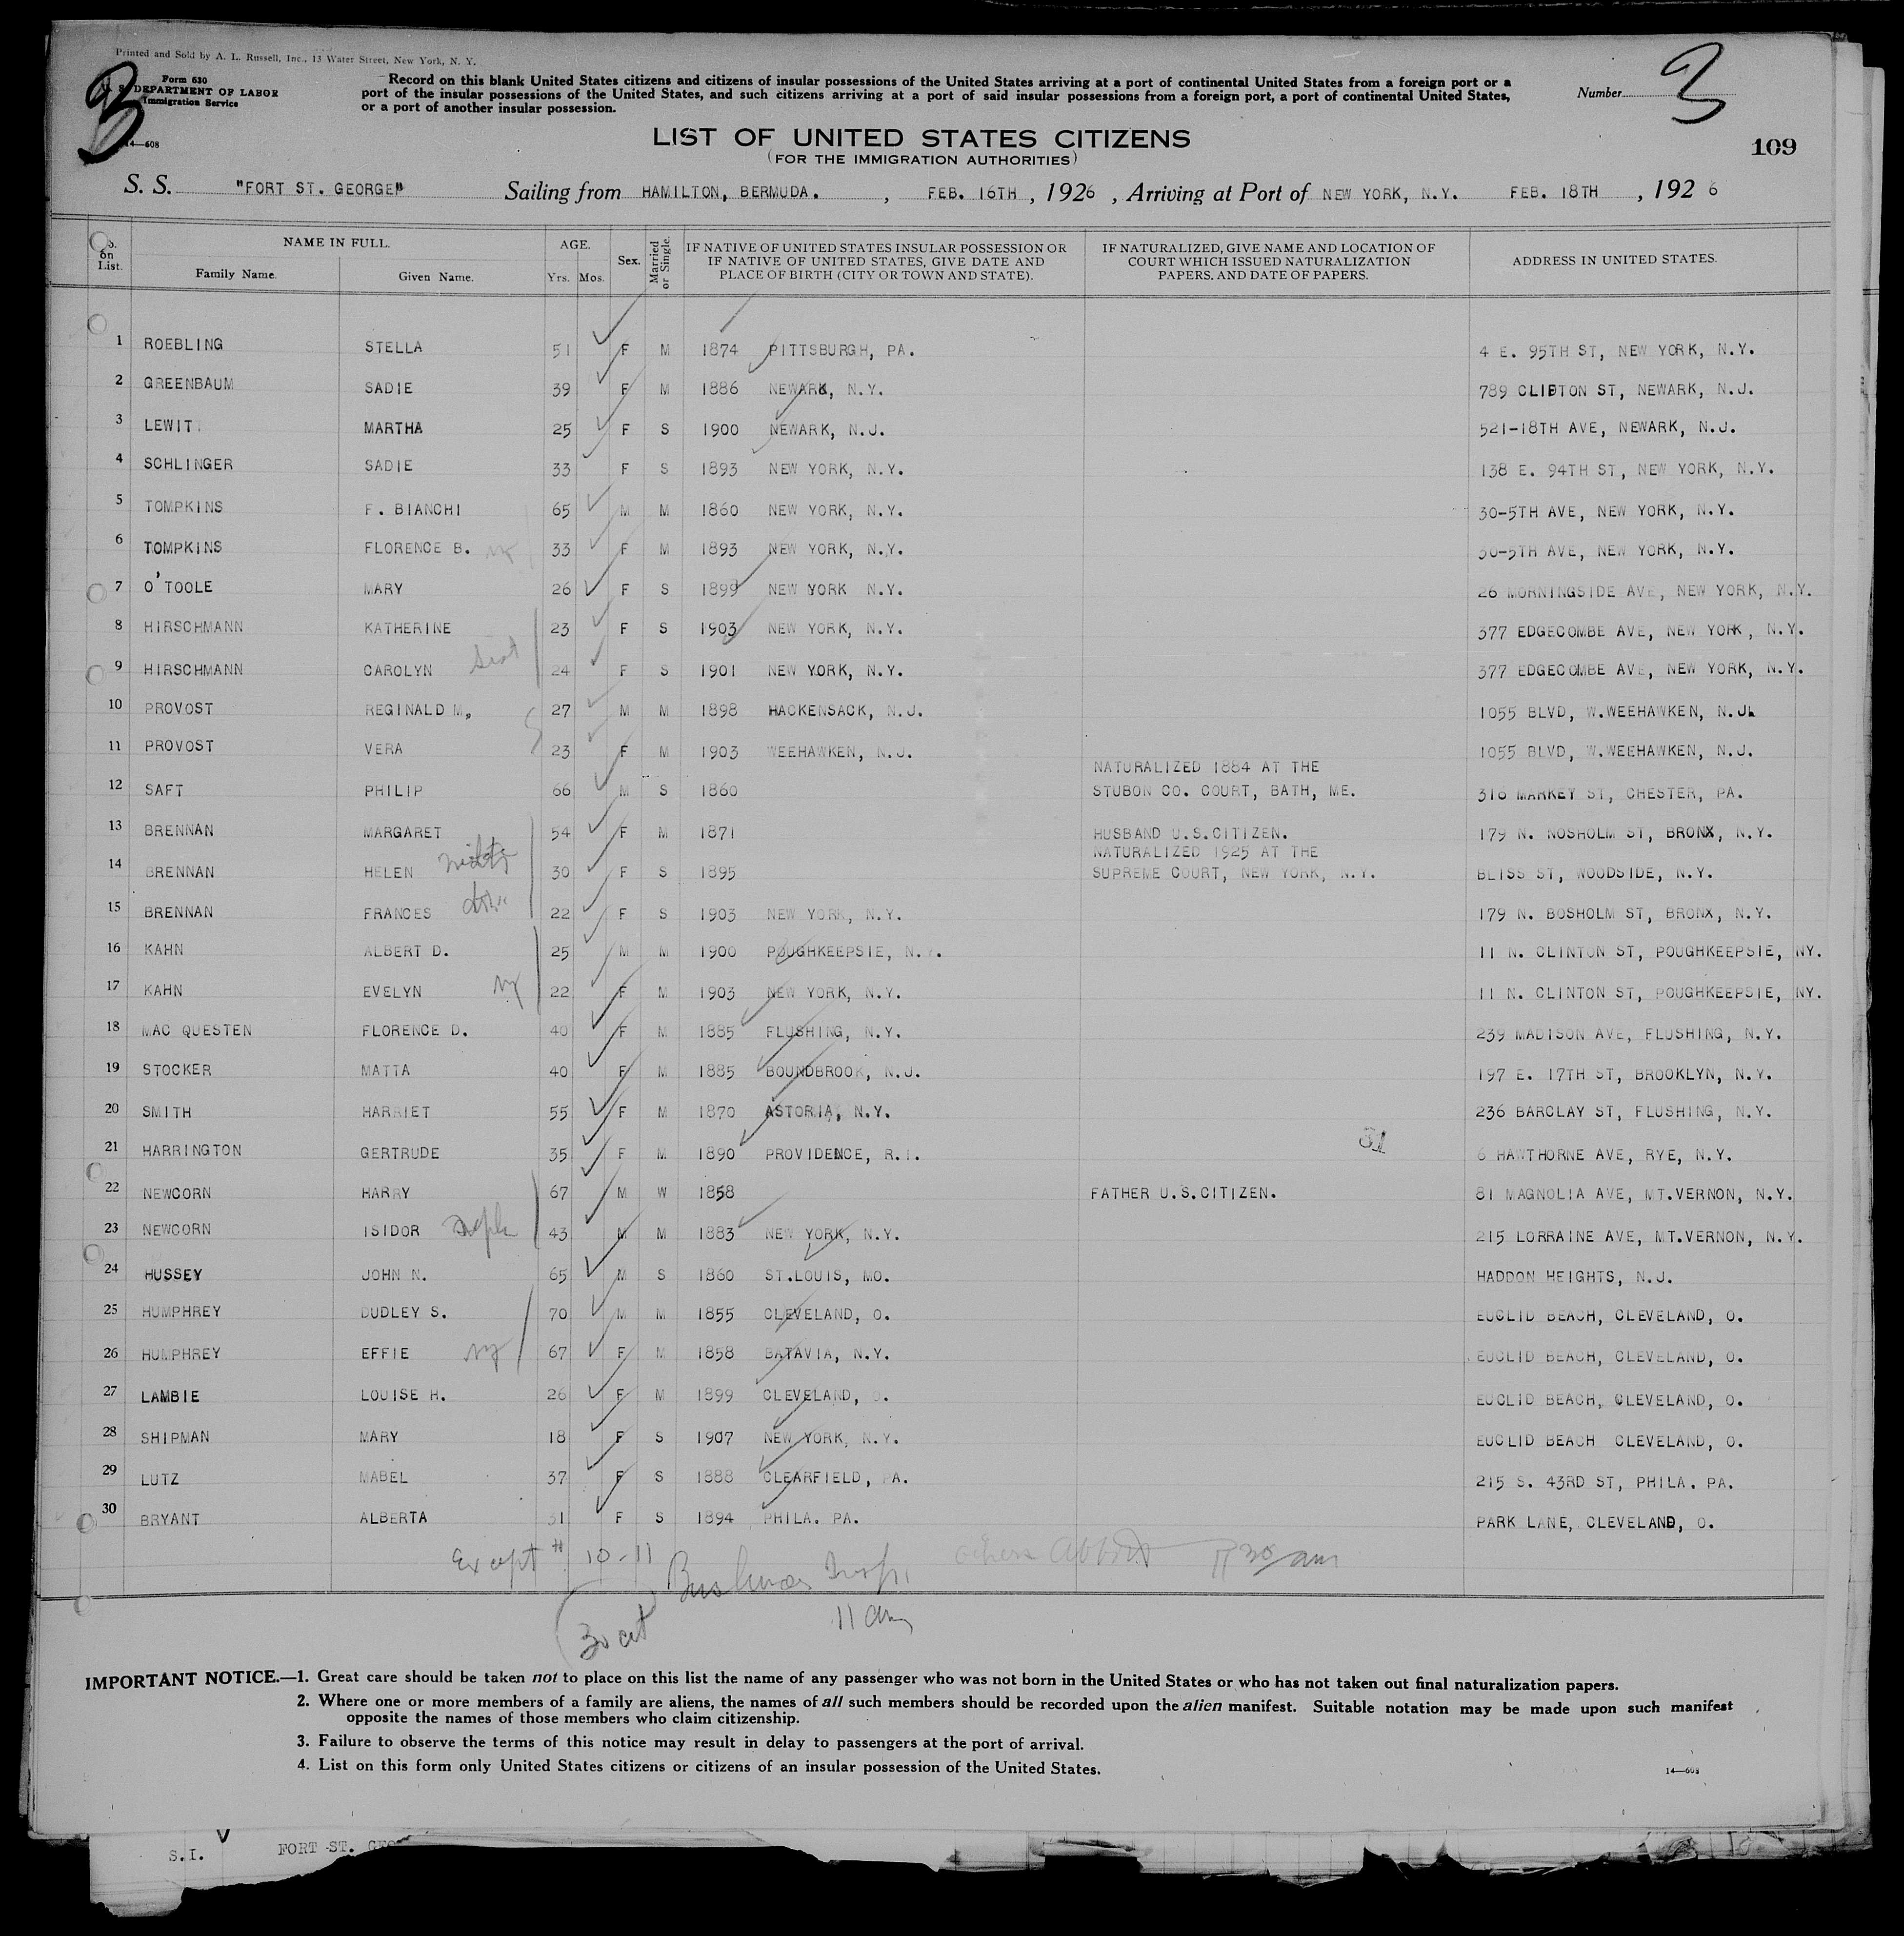 Printed and Sold by A. L. Russell, Inc., 13 Water Street, New York, N. Y.
Form 630
U. S. DEPARTMENT OF LABOR
Immigration Service
14—608
3
Record on this blank United States citizens and citizens of insular possessions of the United States arriving at a port of continental United States from a foreign port or a
port of the insular possessions of the United States, and such citizens arriving at a port of said insular possessions from a foreign port, a port of continental United States,
or a port of another insular possession.
Number 3
LIST OF UNITED STATES CITIZENS
(FOR THE IMMIGRATION AUTHORITIES)
109
S. S. "FORT ST. GEORGE" Sailing from HAMILTON, BERMUDA. , FEB. 16TH , 1926 , Arriving at Port of NEW YORK, N.Y. FEB. 18TH , 192 6
No. on List. NAME IN FULL. Family Name. Given Name. AGE. Yrs. Mos. Sex. Married or Single. IF NATIVE OF UNITED STATES INSULAR POSSESSION OR IF NATIVE OF UNITED STATES, GIVE DATE AND PLACE OF BIRTH (CITY OR TOWN AND STATE). IF NATURALIZED, GIVE NAME AND LOCATION OF COURT WHICH ISSUED NATURALIZATION PAPERS, AND DATE OF PAPERS. ADDRESS IN UNITED STATES.
1 ROEBLING STELLA 51 F M 1874 PITTSBURGH, PA. 4 E. 95TH ST, NEW YORK, N.Y.
2 GREENBAUM SADIE 39 F M 1886 NEWARK, N.Y. 789 CLIBTON ST, NEWARK, N.J.
3 LEWIT MARTHA 25 F S 1900 NEWARK, N.J. 521-18TH AVE, NEWARK, N.J.
4 SCHLINGER SADIE 33 F S 1893 NEW YORK, N.Y. 138 E. 94TH ST, NEW YORK, N.Y.
5 TOMPKINS F. BIANCHI 65 M M 1860 NEW YORK, N.Y. 30-5TH AVE, NEW YORK, N.Y.
6 TOMPKINS FLORENCE B. 33 F M 1893 NEW YORK, N.Y. 30-5TH AVE, NEW YORK, N.Y.
7 O'TOOLE MARY 26 F S 1899 NEW YORK N.Y. 26 MORNINGSIDE AVE, NEW YORK, N.Y.
8 HIRSCHMANN KATHERINE 23 F S 1903 NEW YORK, N.Y. 377 EDGECOMBE AVE, NEW YORK, N.Y.
9 HIRSCHMANN CAROLYN Sist 24 F S 1901 NEW YORK, N.Y. 377 EDGECOMBE AVE, NEW YORK, N.Y.
10 PROVOST REGINALD M, 27 M M 1898 HACKENSACK, N.J. 1055 BLVD, W.WEEHAWKEN, N.J.
11 PROVOST VERA 23 F M 1903 WEEHAWKEN, N.J. 1055 BLVD, W.WEEHAWKEN, N.J.
NATURALIZED 1884 AT THE
12 SAFT PHILIP 66 M S 1860 STUBON CO. COURT, BATH, ME. 316 MARKEY ST, CHESTER, PA.
13 BRENNAN MARGARET 54 F M 1871 HUSBAND U.S.CITIZEN. 179 N. NOSHOLM ST, BRONX, N.Y.
NATURALIZED 1925 AT THE
14 BRENNAN HELEN 30 F S 1895 SUPREME COURT, NEW YORK, N.Y. BLISS ST, WOODSIDE, N.Y.
15 BRENNAN FRANCES 22 F S 1903 NEW YORK, N.Y. 179 N. BOSHOLM ST, BRONX, N.Y.
16 KAHN ALBERT D. 25 M M 1900 POUGHKEEPSIE, N.Y. 11 N. CLINTON ST, POUGHKEEPSIE, NY.
17 KAHN EVELYN 22 F M 1903 NEW YORK, N.Y. 11 N. CLINTON ST, POUGHKEEPSIE, NY.
18 MAC QUESTEN FLORENCE D. 40 F M 1885 FLUSHING, N.Y. 239 MADISON AVE, FLUSHING, N.Y.
19 STOCKER MATTA 40 F M 1885 BOUNDBROOK, N.J. 197 E. 17TH ST, BROOKLYN, N.Y.
20 SMITH HARRIET 55 F M 1870 ASTORIA, N.Y. 236 BARCLAY ST, FLUSHING, N.Y.
21 HARRINGTON GERTRUDE 35 F M 1890 PROVIDENCE, R.I. 31 6 HAWTHORNE AVE, RYE, N.Y.
22 NEWCORN HARRY 67 M W 1858 FATHER U.S.CITIZEN. 81 MAGNOLIA AVE, MT.VERNON, N.Y.
23 NEWCORN ISIDOR 43 M M 1883 NEW YORK, N.Y. 215 LORRAINE AVE, MT.VERNON, N.Y.
24 HUSSEY JOHN N. 65 M S 1860 ST.LOUIS, MO. HADDON HEIGHTS, N.J.
25 HUMPHREY DUDLEY S. 70 M M 1855 CLEVELAND, O. EUCLID BEACH, CLEVELAND, O.
26 HUMPHREY EFFIE 67 F M 1858 BATAVIA, N.Y. EUCLID BEACH, CLEVELAND, O.
27 LAMBIE LOUISE H. 26 F M 1899 CLEVELAND, O. EUCLID BEACH, CLEVELAND, O.
28 SHIPMAN MARY 18 F S 1907 NEW YORK, N.Y. EUCLID BEACH CLEVELAND, O.
29 LUTZ MABEL 37 F S 1888 CLEARFIELD, PA. 215 S. 43RD ST, PHILA. PA.
30 BRYANT ALBERTA 31 F S 1894 PHILA. PA. PARK LANE, CLEVELAND, O.
Except # 10-11 Insp. 1130 am
30 cit 11 am
IMPORTANT NOTICE.—1. Great care should be taken not to place on this list the name of any passenger who was not born in the United States or who has not taken out final naturalization papers.
2. Where one or more members of a family are aliens, the names of all such members should be recorded upon the alien manifest. Suitable notation may be made upon such manifest
opposite the names of those members who claim citizenship.
3. Failure to observe the terms of this notice may result in delay to passengers at the port of arrival.
4. List on this form only United States citizens or citizens of an insular possession of the United States.
14—608
S.I. FORT ST. GEO